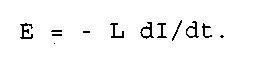 E = - L dI/dt.